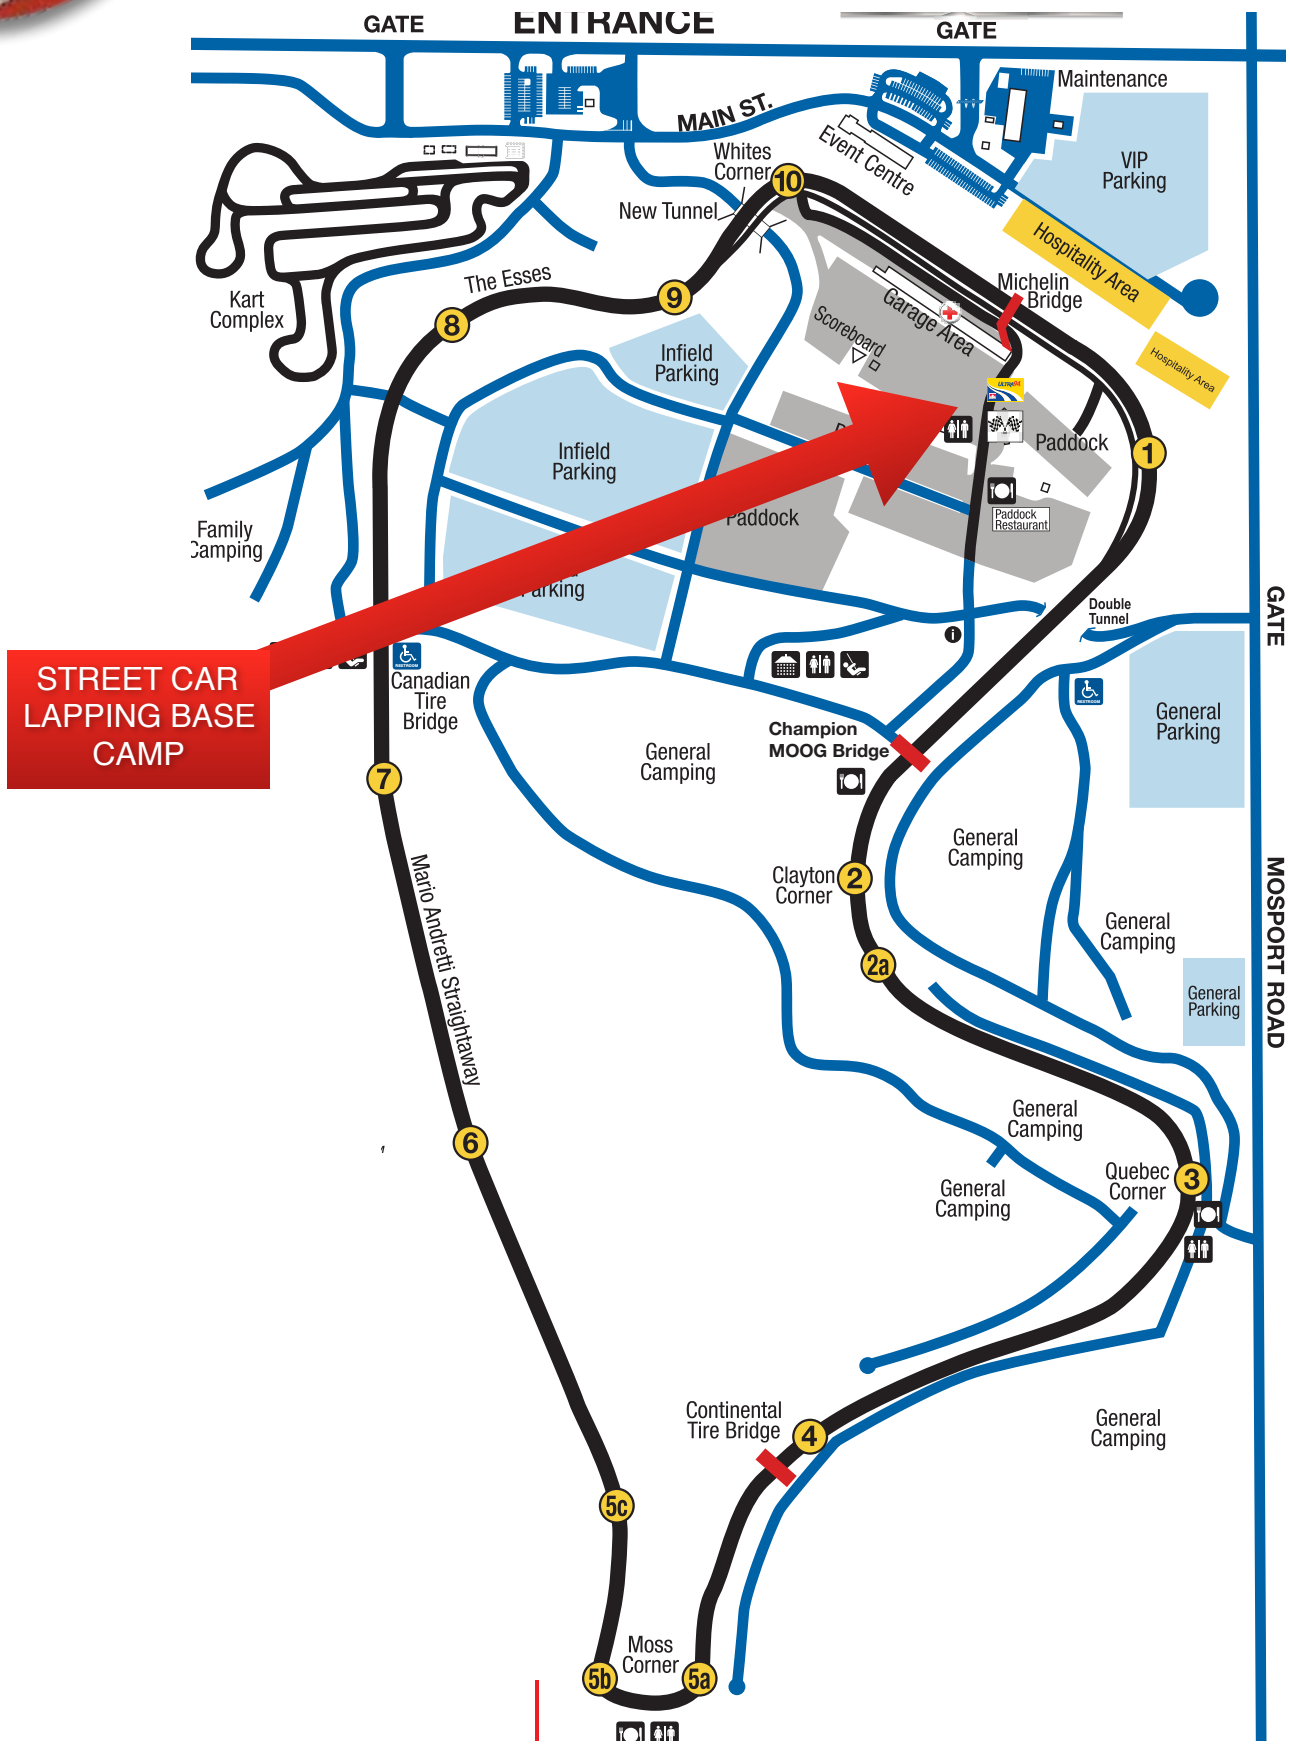 GATE
ENTRANCE
GATE
Maintenance
MAIN ST.
Event Centre
VIP
Parking
Whites
Corner
10
New Tunnel
Hospitality Area
Michelin
Bridge
The Esses
9
8
Kart
Complex
Garage Area
Scoreboard
Hospitality Area
Infield
Parking
ULTRA94
Infield
Parking
Paddock
1
Paddock
Paddock
Restaurant
Family
Camping
Parking
Double
Tunnel
GATE
i
RESTROOM
RESTROOM
STREET CAR
LAPPING BASE
CAMP
Canadian
Tire
Bridge
General
Parking
Champion
MOOG Bridge
General
Camping
7
General
Camping
Clayton
Corner
2
Mario Andretti Straightaway
General
Camping
MOSPORT ROAD
2a
General
Parking
General
Camping
6
Quebec
Corner
3
General
Camping
Continental
Tire Bridge
4
General
Camping
5c
Moss
Corner
5b
5a